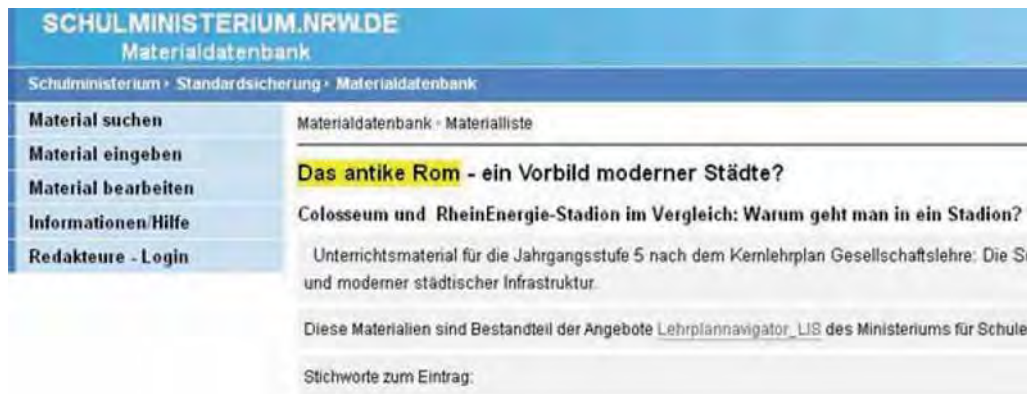 SCHULMINISTERIUM.NRW.DE
Materialdatenbank
Schulministerium · Standardsicherung · Materialdatenbank
Material suchen
Material eingeben
Material bearbeiten
Informationen/Hilfe
Redakteure - Login
Materialdatenbank · Materialliste
Das antike Rom - ein Vorbild moderner Städte?
Colosseum und RheinEnergie-Stadion im Vergleich: Warum geht man in ein Stadion?
Unterrichtsmaterial für die Jahrgangsstufe 5 nach dem Kernlehrplan Gesellschaftslehre: Die
und moderner städtischer Infrastruktur.
Diese Materialien sind Bestandteil der Angebote Lehrplannavigator_LIS des Ministeriums für Schule
Stichworte zum Eintrag: